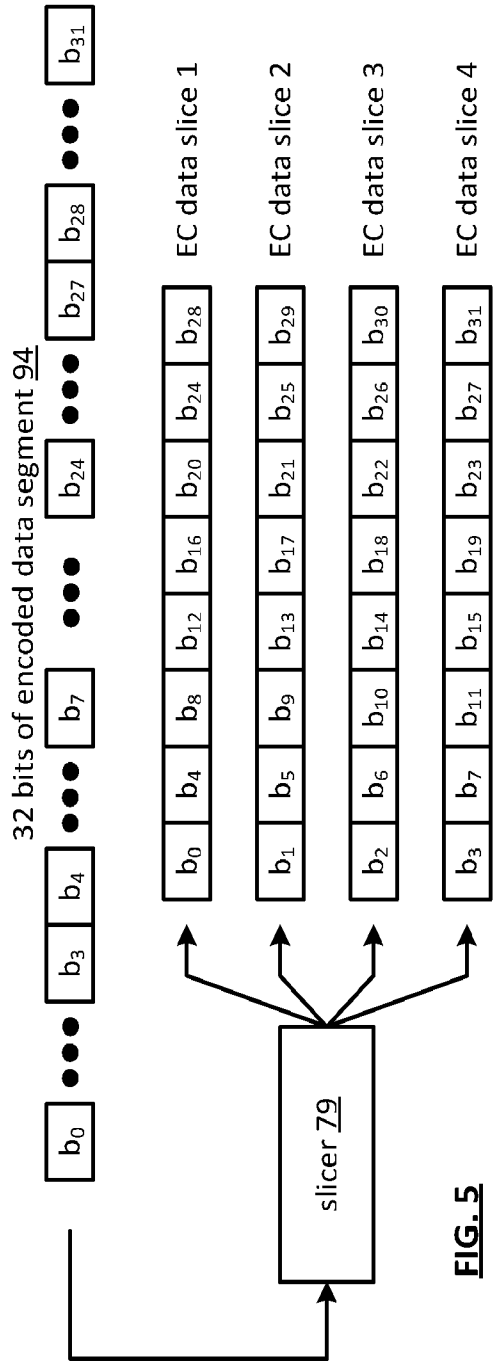 32 bits of encoded data segment 94
b0 ••• b3 b4 ••• b7 ••• b24 ••• b27 b28 ••• b31
b0 b4 b8 b12 b16 b20 b24 b28 EC data slice 1
b1 b5 b9 b13 b17 b21 b25 b29 EC data slice 2
b2 b6 b10 b14 b18 b22 b26 b30 EC data slice 3
b3 b7 b11 b15 b19 b23 b27 b31 EC data slice 4
slicer 79
FIG. 5